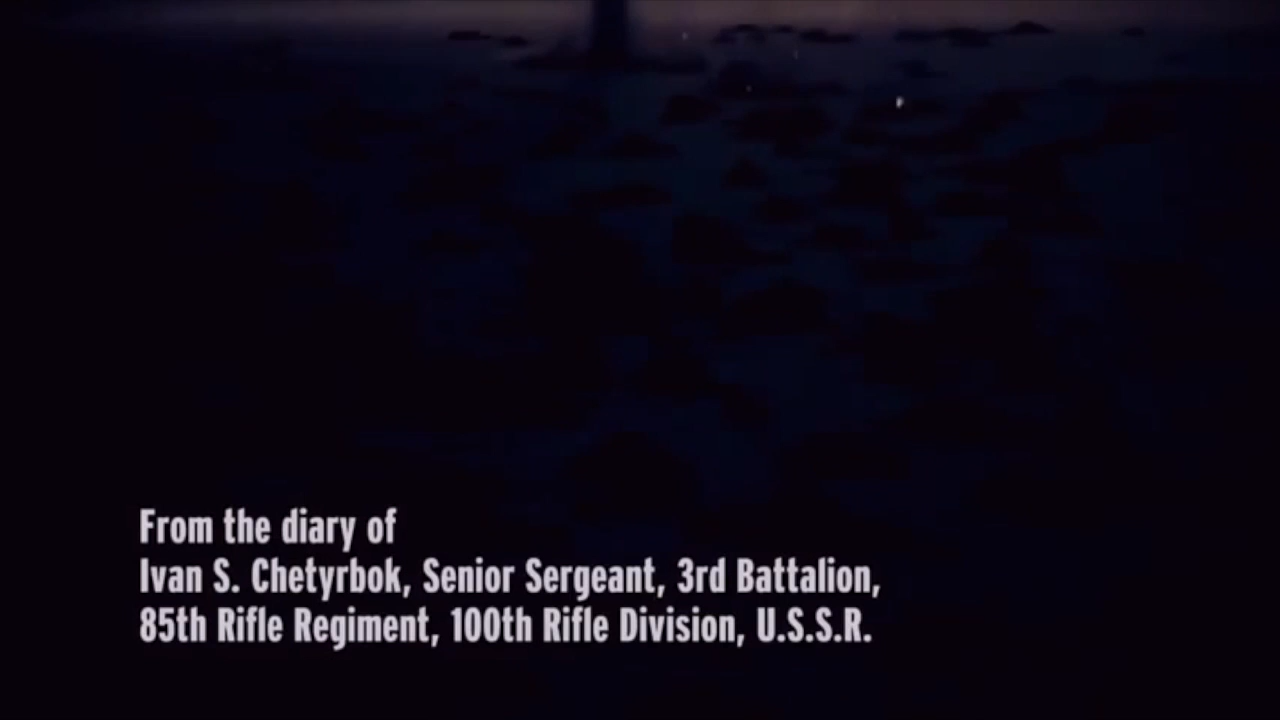 From the diary of
Ivan S. Chetyrbok, Senior Sergeant, 3rd Battalion,
85th Rifle Regiment, 100th Rifle Division, U.S.S.R.